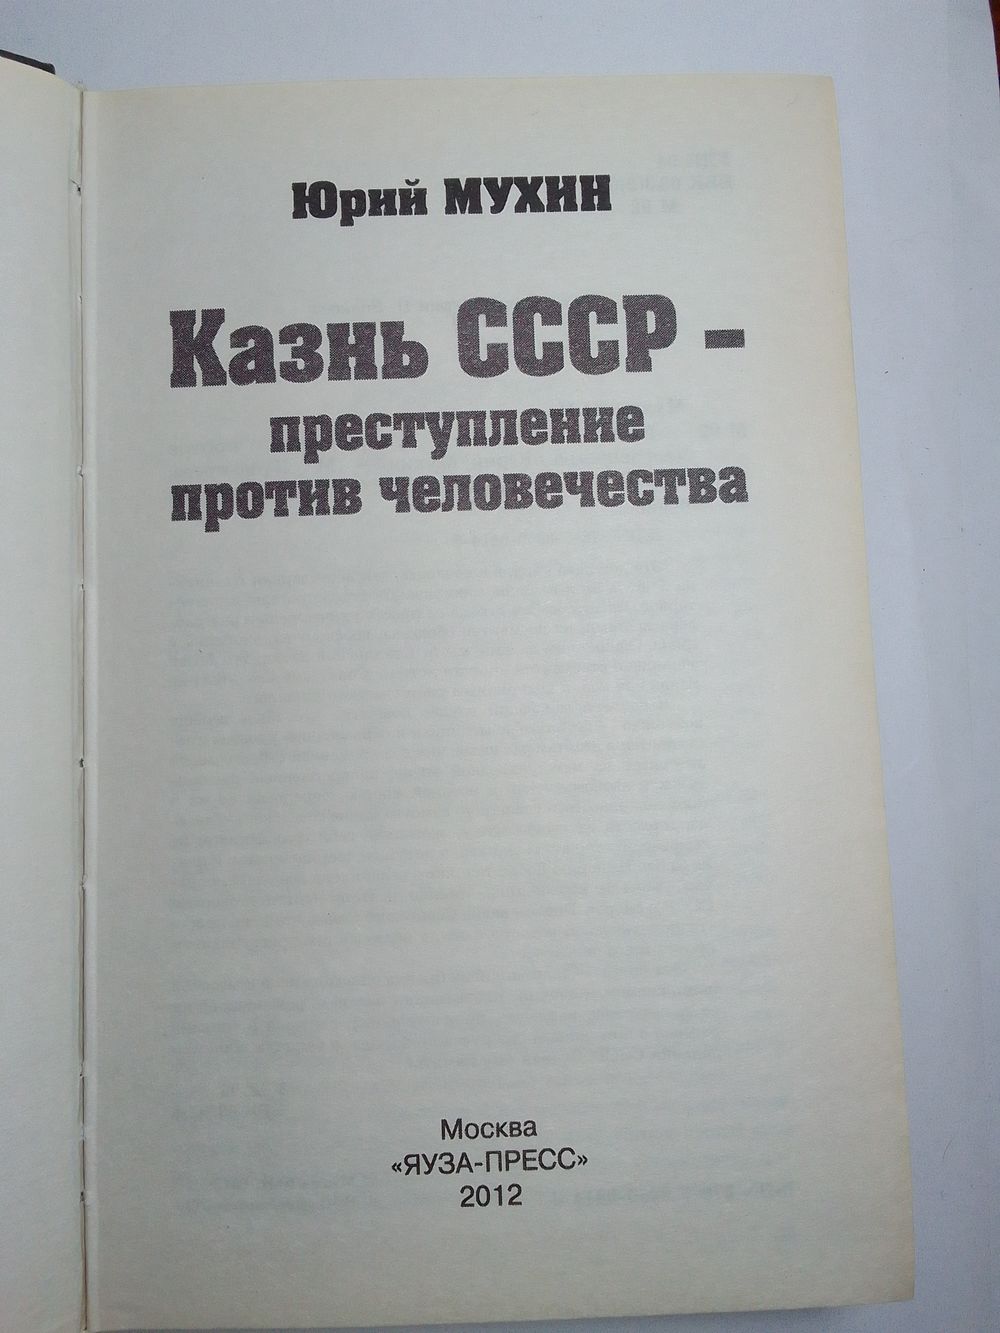 Юрий МУХИН
Казнь СССР –
преступление
против человечества
Москва
«ЯУЗА-ПРЕСС»
2012